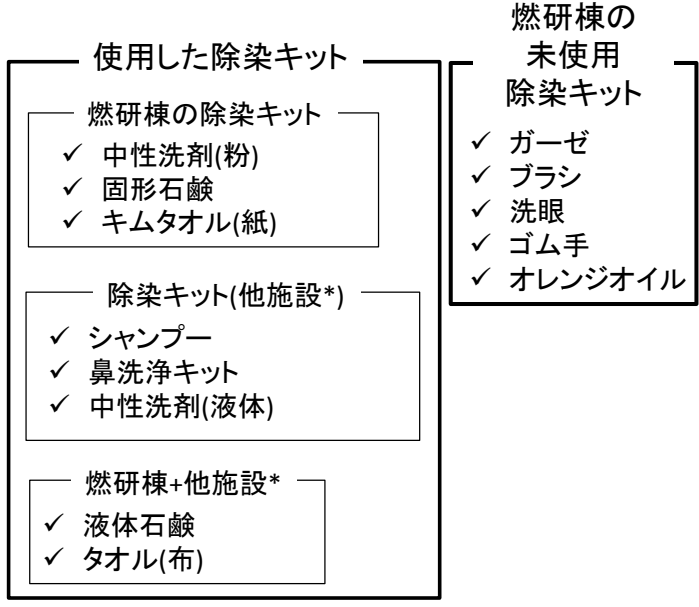 使用した除染キット
燃研棟の除染キット
✓ 中性洗剤(粉)
✓ 固形石鹸
✓ キムタオル(紙)
除染キット(他施設*)
✓ シャンプー
✓ 鼻洗浄キット
✓ 中性洗剤(液体)
燃研棟+他施設*
✓ 液体石鹸
✓ タオル(布)
燃研棟の
未使用
除染キット
✓ ガーゼ
✓ ブラシ
✓ 洗眼
✓ ゴム手
✓ オレンジオイル